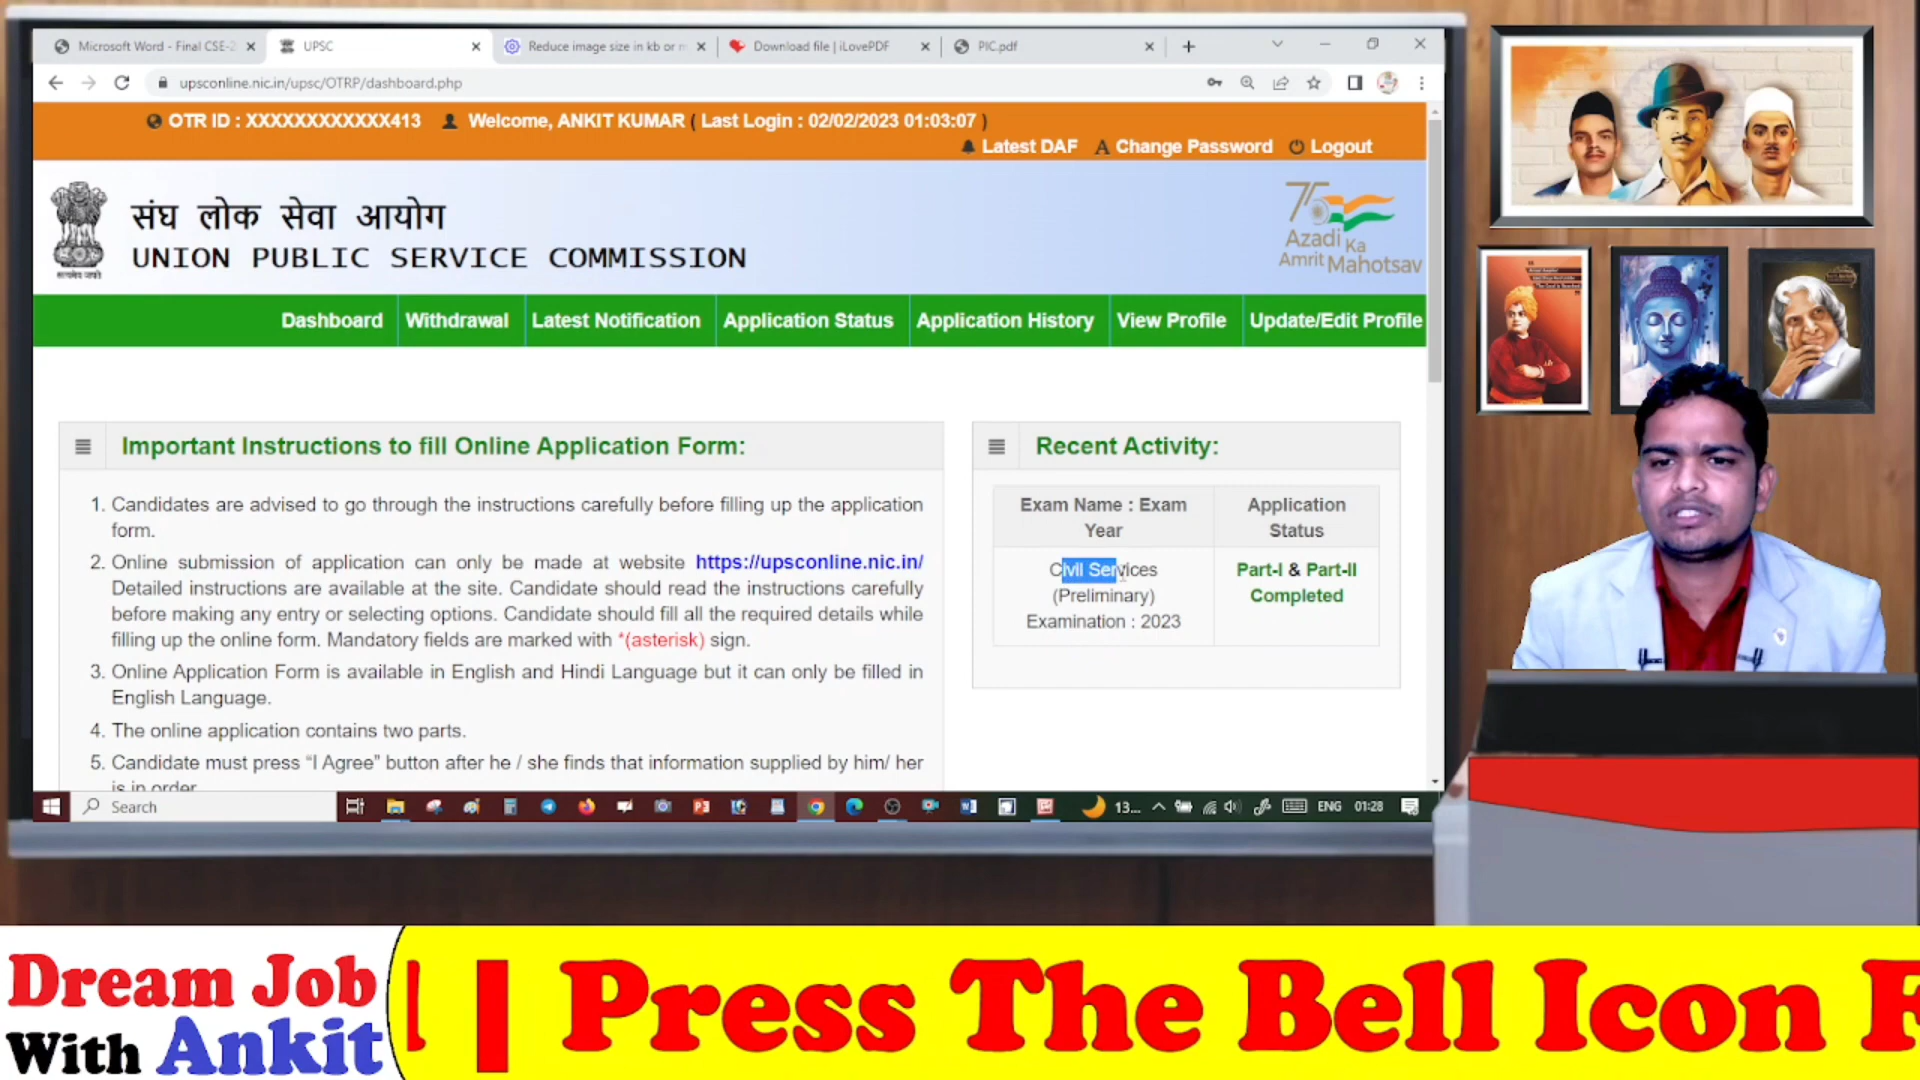 Microsoft Word - Final CSE-2
UPSC
Reduce image size in kb or m
Download file | iLovePDF
PIC.pdf
upsconline.nic.in/upsc/OTRP/dashboard.php
OTR ID : XXXXXXXXXXXX413 Welcome, ANKIT KUMAR ( Last Login : 02/02/2023 01:03:07 )
Latest DAF Change Password Logout
संघ लोक सेवा आयोग
UNION PUBLIC SERVICE COMMISSION
सत्यमेव जयते
75
Azadi Ka
Amrit Mahotsav
Dashboard Withdrawal Latest Notification Application Status Application History View Profile Update/Edit Profile
Important Instructions to fill Online Application Form:
1. Candidates are advised to go through the instructions carefully before filling up the application
form.
2. Online submission of application can only be made at website https://upsconline.nic.in/
Detailed instructions are available at the site. Candidate should read the instructions carefully
before making any entry or selecting options. Candidate should fill all the required details while
filling up the online form. Mandatory fields are marked with *(asterisk) sign.
3. Online Application Form is available in English and Hindi Language but it can only be filled in
English Language.
4. The online application contains two parts.
5. Candidate must press “I Agree” button after he / she finds that information supplied by him/ her
is in order
Recent Activity:
Exam Name : Exam
Year
Application
Status
Civil Services
(Preliminary)
Examination : 2023
Part-I & Part-II
Completed
Search
13... ENG 01:28
Dream Job
With Ankit
| Press The Bell Icon F